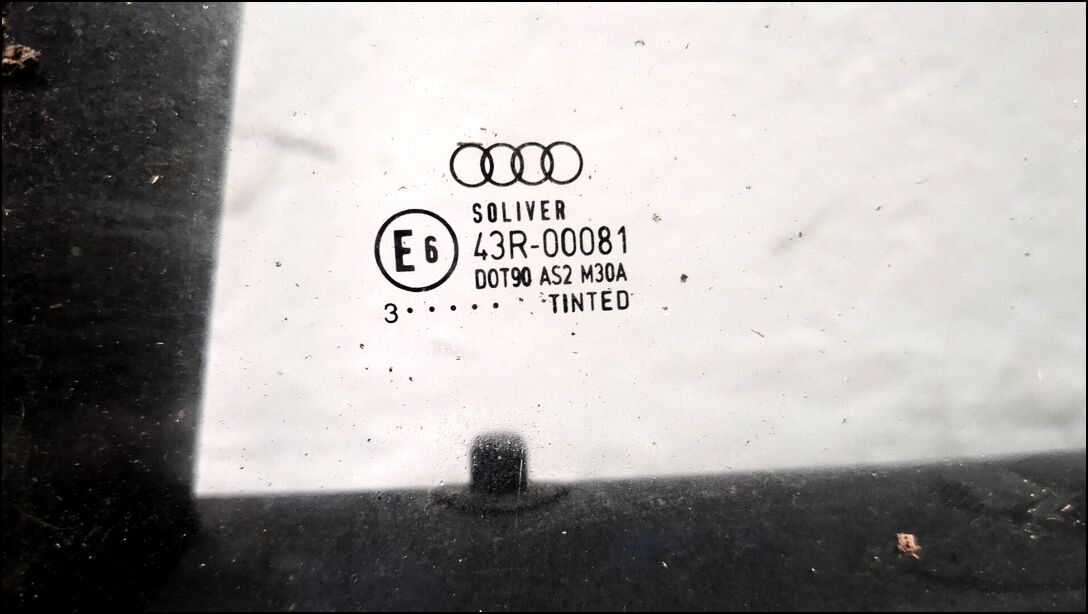 SOLIVER
E6 43R-00081
DOT90 AS2 M30A
3 · · · · · · · TINTED